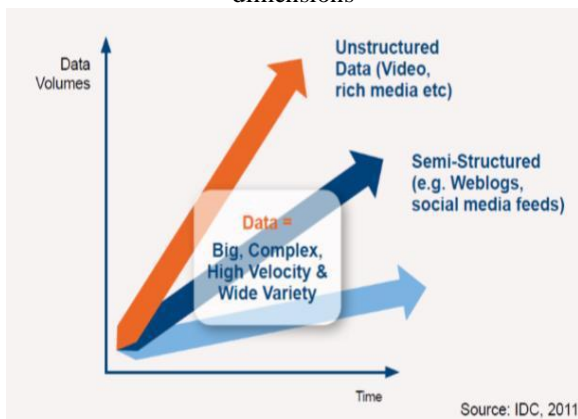 dimensions
Data
Volumes
Unstructured
Data (Video,
rich media etc)
Semi-Structured
(e.g. Weblogs,
social media feeds)
Data =
Big, Complex,
High Velocity &
Wide Variety
Time
Source: IDC, 2011